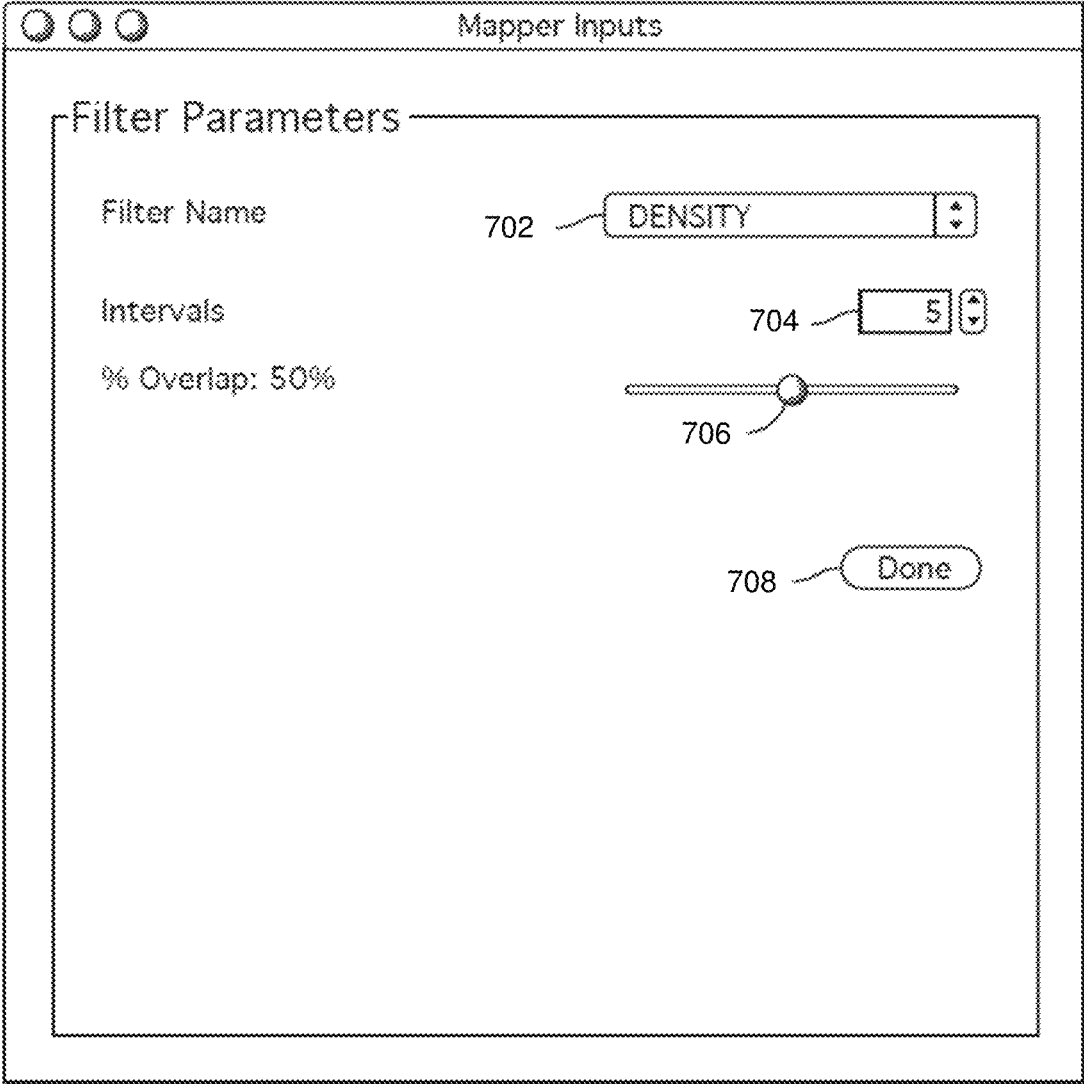 Mapper Inputs
Filter Parameters
Filter Name
702
DENSITY
Intervals
704
5
% Overlap: 50%
706
708
Done